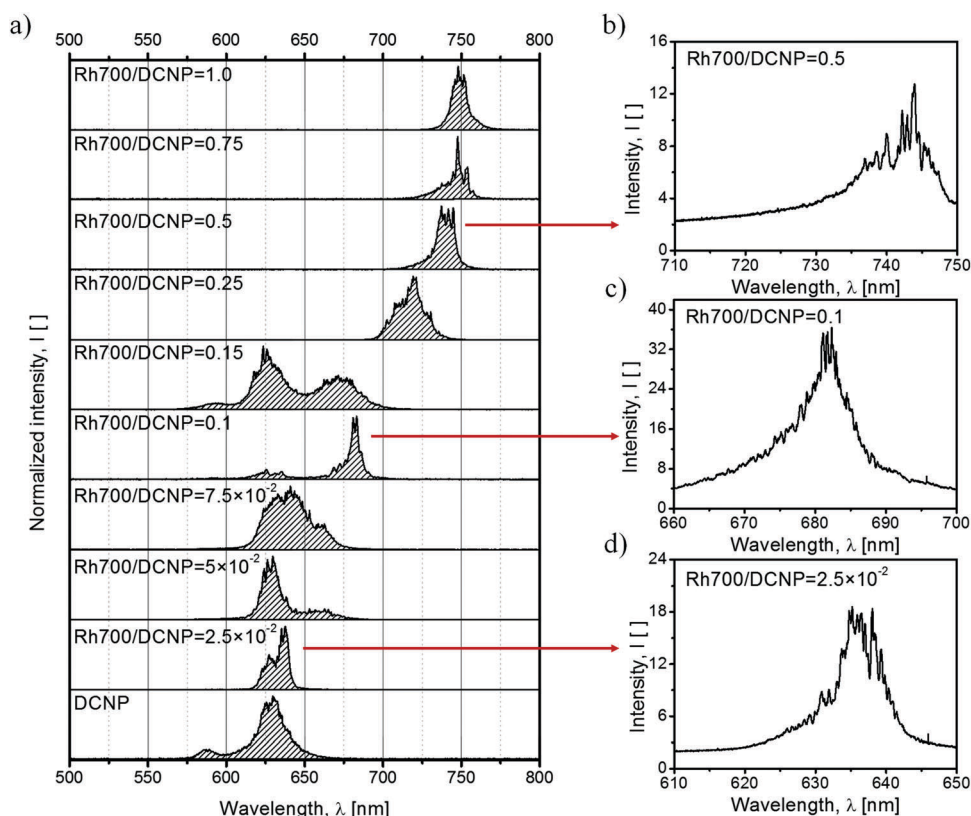 a)
500 550 600 650 700 750 800
Rh700/DCNP=1.0
Rh700/DCNP=0.75
Rh700/DCNP=0.5
Rh700/DCNP=0.25
Rh700/DCNP=0.15
Rh700/DCNP=0.1
Rh700/DCNP=7.5×10⁻²
Rh700/DCNP=5×10⁻²
Rh700/DCNP=2.5×10⁻²
DCNP
Normalized intensity, I [ ]
500 550 600 650 700 750 800
Wavelength, λ [nm]
b)
Rh700/DCNP=0.5
Intensity, I [ ]
16
12
8
4
0
710 720 730 740 750
Wavelength, λ [nm]
c)
Rh700/DCNP=0.1
Intensity, I [ ]
40
32
24
16
8
0
660 670 680 690 700
Wavelength, λ [nm]
d)
Rh700/DCNP=2.5×10⁻²
Intensity, I [ ]
24
18
12
6
0
610 620 630 640 650
Wavelength, λ [nm]